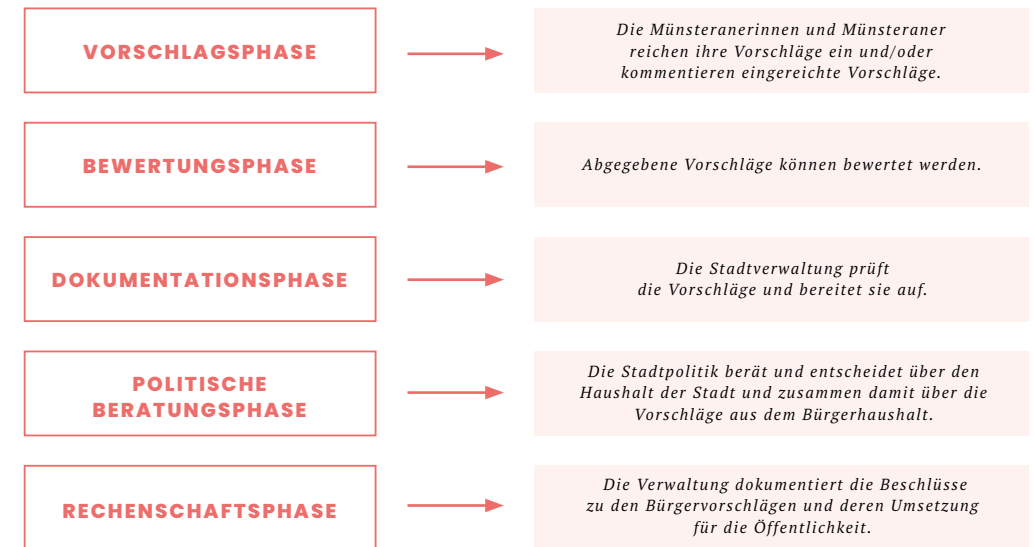 VORSCHLAGSPHASE
Die Münsteranerinnen und Münsteraner
reichen ihre Vorschläge ein und/oder
kommentieren eingereichte Vorschläge.
BEWERTUNGSPHASE
Abgegebene Vorschläge können bewertet werden.
DOKUMENTATIONSPHASE
Die Stadtverwaltung prüft
die Vorschläge und bereitet sie auf.
POLITISCHE
BERATUNGSPHASE
Die Stadtpolitik berät und entscheidet über den
Haushalt der Stadt und zusammen damit über die
Vorschläge aus dem Bürgerhaushalt.
RECHENSCHAFTSPHASE
Die Verwaltung dokumentiert die Beschlüsse
zu den Bürgervorschlägen und deren Umsetzung
für die Öffentlichkeit.